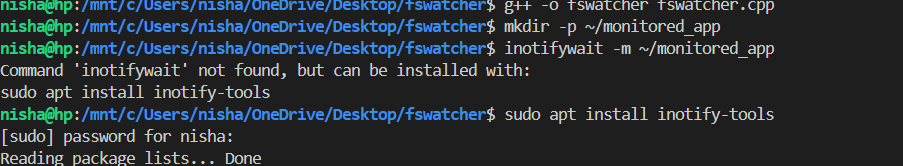 nisha@hp:/mnt/c/Users/nisha/OneDrive/Desktop/fswatcher$ g++ -o fswatcher fswatcher.cpp
nisha@hp:/mnt/c/Users/nisha/OneDrive/Desktop/fswatcher$ mkdir -p ~/monitored_app
nisha@hp:/mnt/c/Users/nisha/OneDrive/Desktop/fswatcher$ inotifywait -m ~/monitored_app
Command 'inotifywait' not found, but can be installed with:
sudo apt install inotify-tools
nisha@hp:/mnt/c/Users/nisha/OneDrive/Desktop/fswatcher$ sudo apt install inotify-tools
[sudo] password for nisha:
Reading package lists... Done